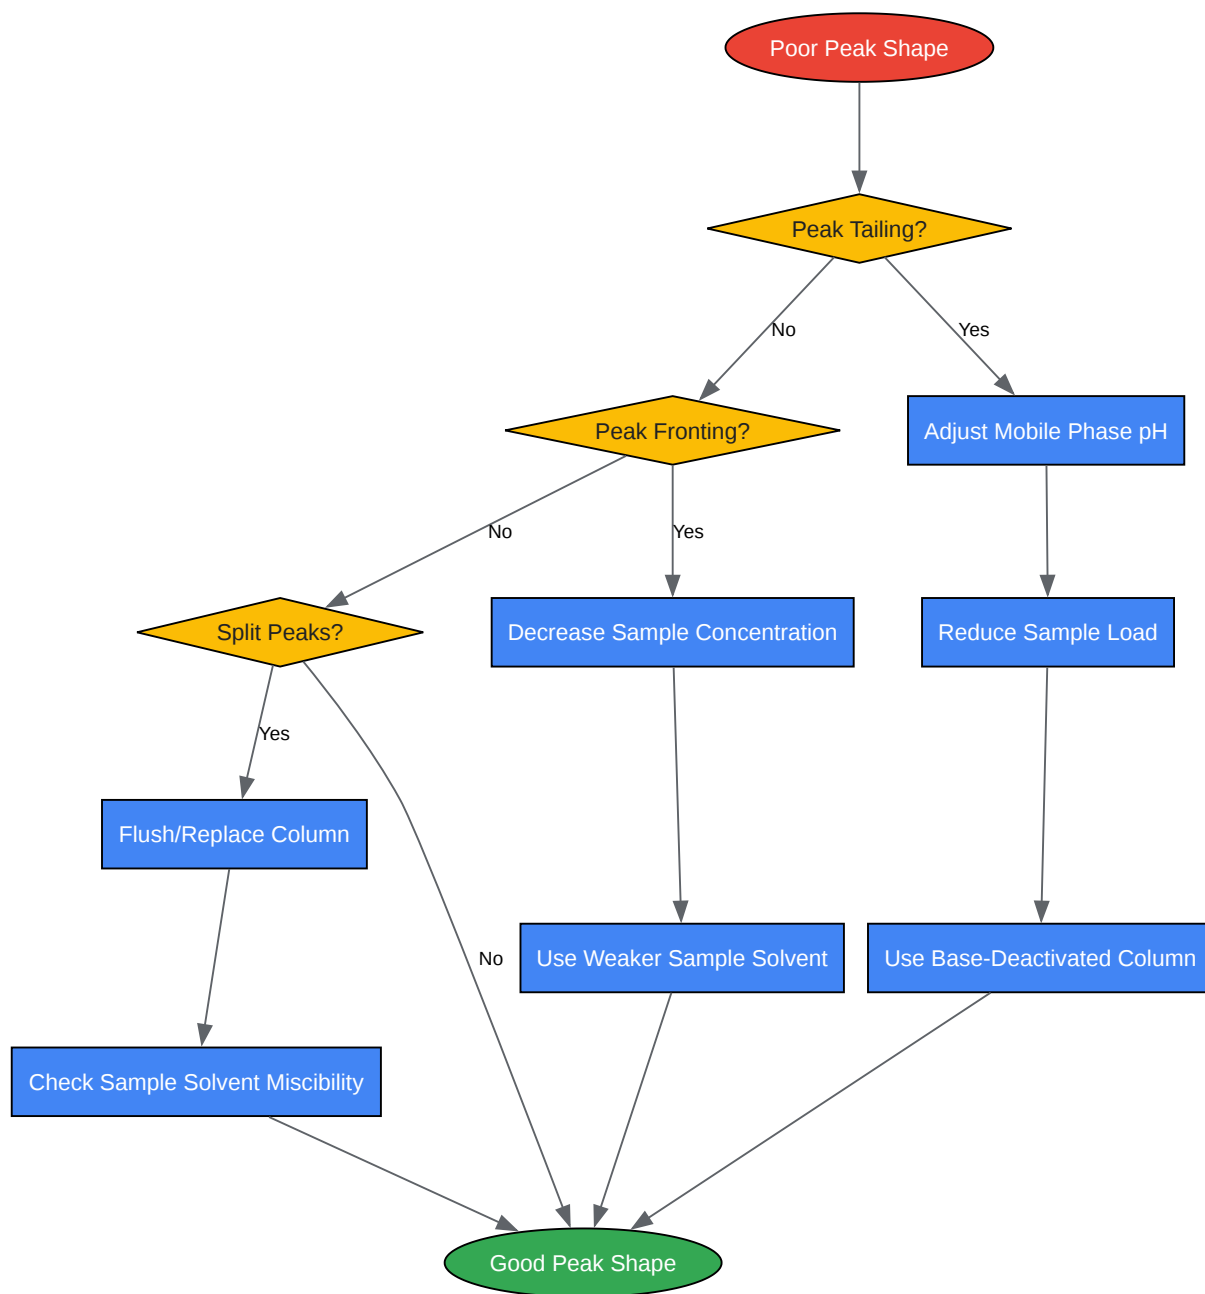 Poor Peak Shape
Peak Tailing?
No
Yes
Peak Fronting?
Adjust Mobile Phase pH
No
Yes
Split Peaks?
Decrease Sample Concentration
Reduce Sample Load
Yes
Flush/Replace Column
No
Use Weaker Sample Solvent
Use Base-Deactivated Column
Check Sample Solvent Miscibility
Good Peak Shape